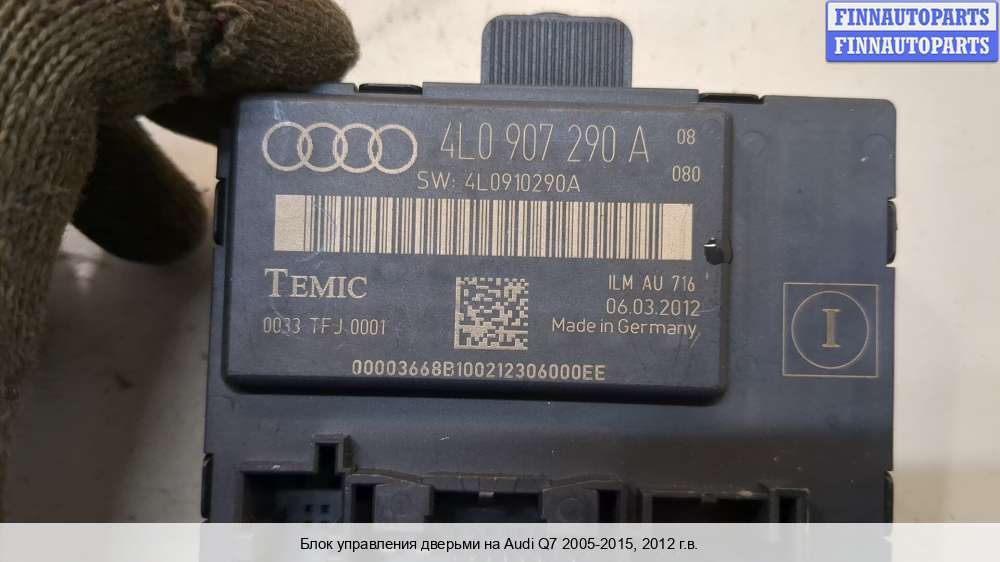 FINNAUTOPARTS
FINNAUTOPARTS
4L0 907 290 A 08
SW: 4L0910290A 080
TEMIC
ILM AU 716
06.03.2012
0033 TFJ 0001
Made in Germany
00003668B100212306000EE
I
Блок управления дверьми на Audi Q7 2005-2015, 2012 г.в.